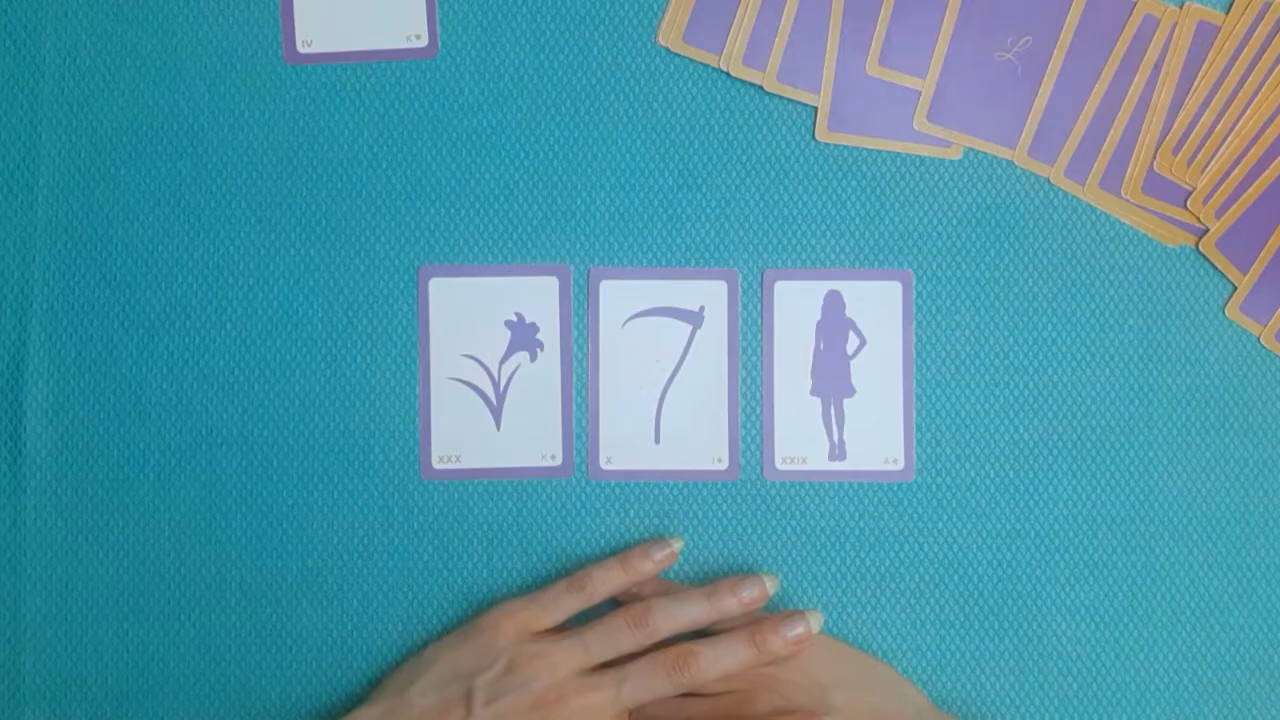 IV K♥
L
XXX K♠
X J♦
XXIX A♠